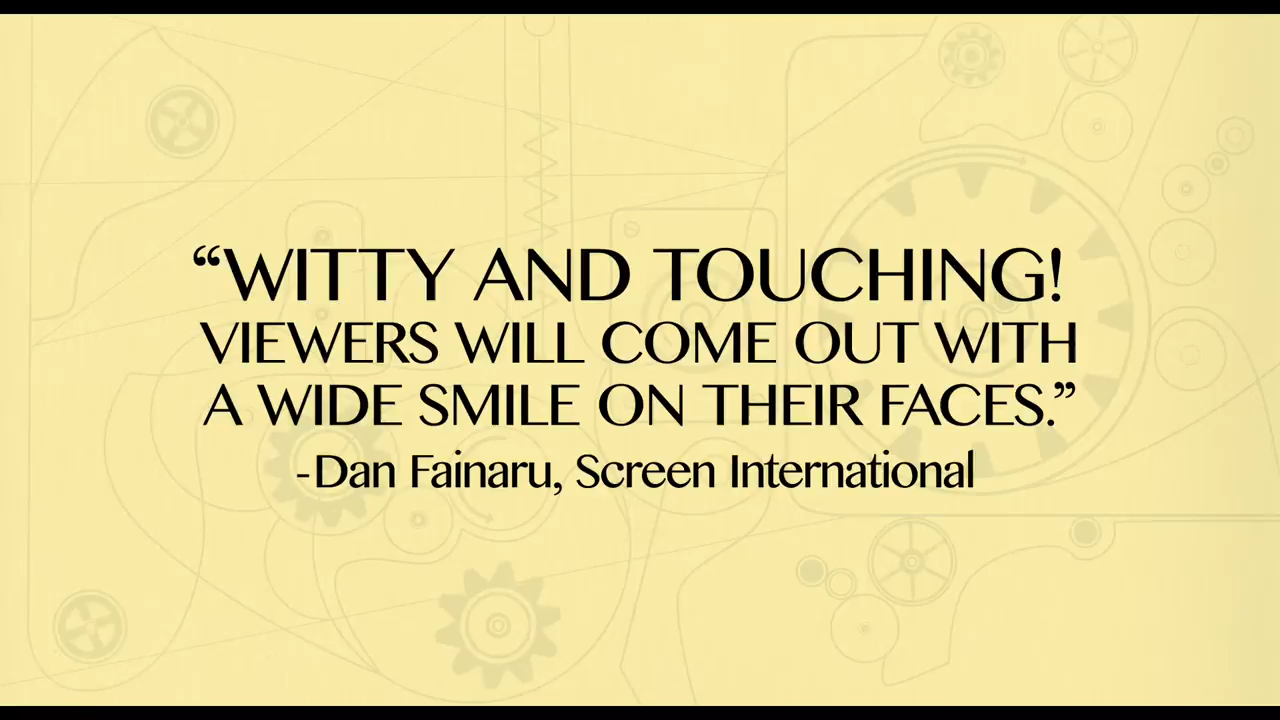 “WITTY AND TOUCHING!
VIEWERS WILL COME OUT WITH
A WIDE SMILE ON THEIR FACES.”
-Dan Fainaru, Screen International